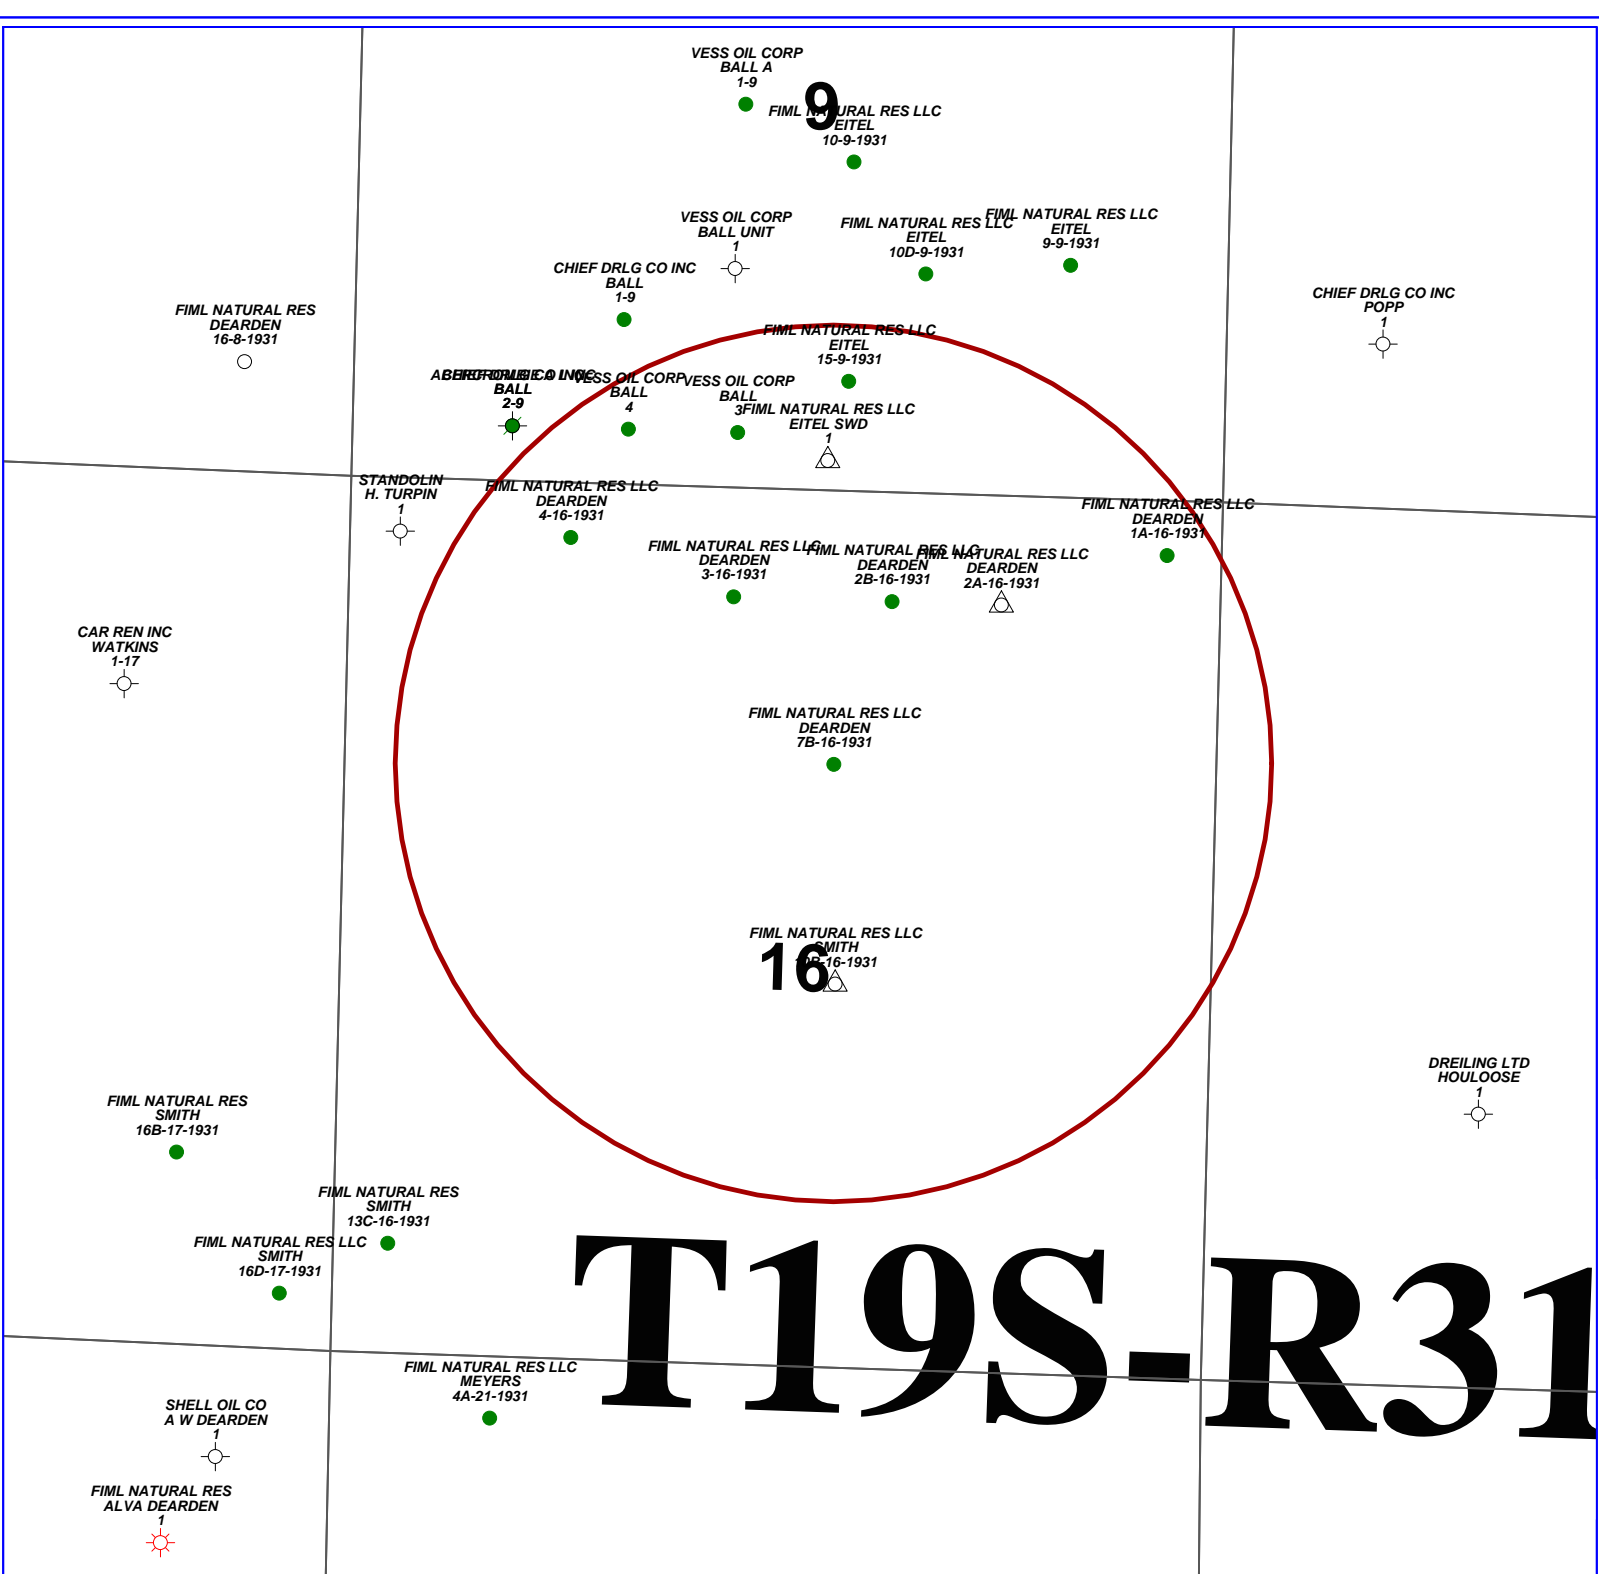 VESS OIL CORP
BALL A
1-9
9
FIML NATURAL RES LLC
EITEL
10-9-1931
VESS OIL CORP
BALL UNIT
1
FIML NATURAL RES LLC
EITEL
10D-9-1931
FIML NATURAL RES LLC
EITEL
9-9-1931
CHIEF DRLG CO INC
BALL
1-9
CHIEF DRLG CO INC
POPP
1
FIML NATURAL RES
DEARDEN
16-8-1931
FIML NATURAL RES LLC
EITEL
15-9-1931
BALL
2-9
VESS OIL CORP
BALL
4
VESS OIL CORP
BALL
3
FIML NATURAL RES LLC
EITEL SWD
1
STANDOLIN
H. TURPIN
1
FIML NATURAL RES LLC
DEARDEN
4-16-1931
FIML NATURAL RES LLC
DEARDEN
1A-16-1931
FIML NATURAL RES LLC
DEARDEN
3-16-1931
FIML NATURAL RES LLC
DEARDEN
2B-16-1931
FIML NATURAL RES LLC
DEARDEN
2A-16-1931
CAR REN INC
WATKINS
1-17
FIML NATURAL RES LLC
DEARDEN
7B-16-1931
FIML NATURAL RES LLC
SMITH
10B-16-1931
16
DREILING LTD
HOULOOSE
1
FIML NATURAL RES
SMITH
16B-17-1931
FIML NATURAL RES
SMITH
13C-16-1931
FIML NATURAL RES LLC
SMITH
16D-17-1931
T19S-R31
FIML NATURAL RES LLC
MEYERS
4A-21-1931
SHELL OIL CO
A W DEARDEN
1
FIML NATURAL RES
ALVA DEARDEN
1